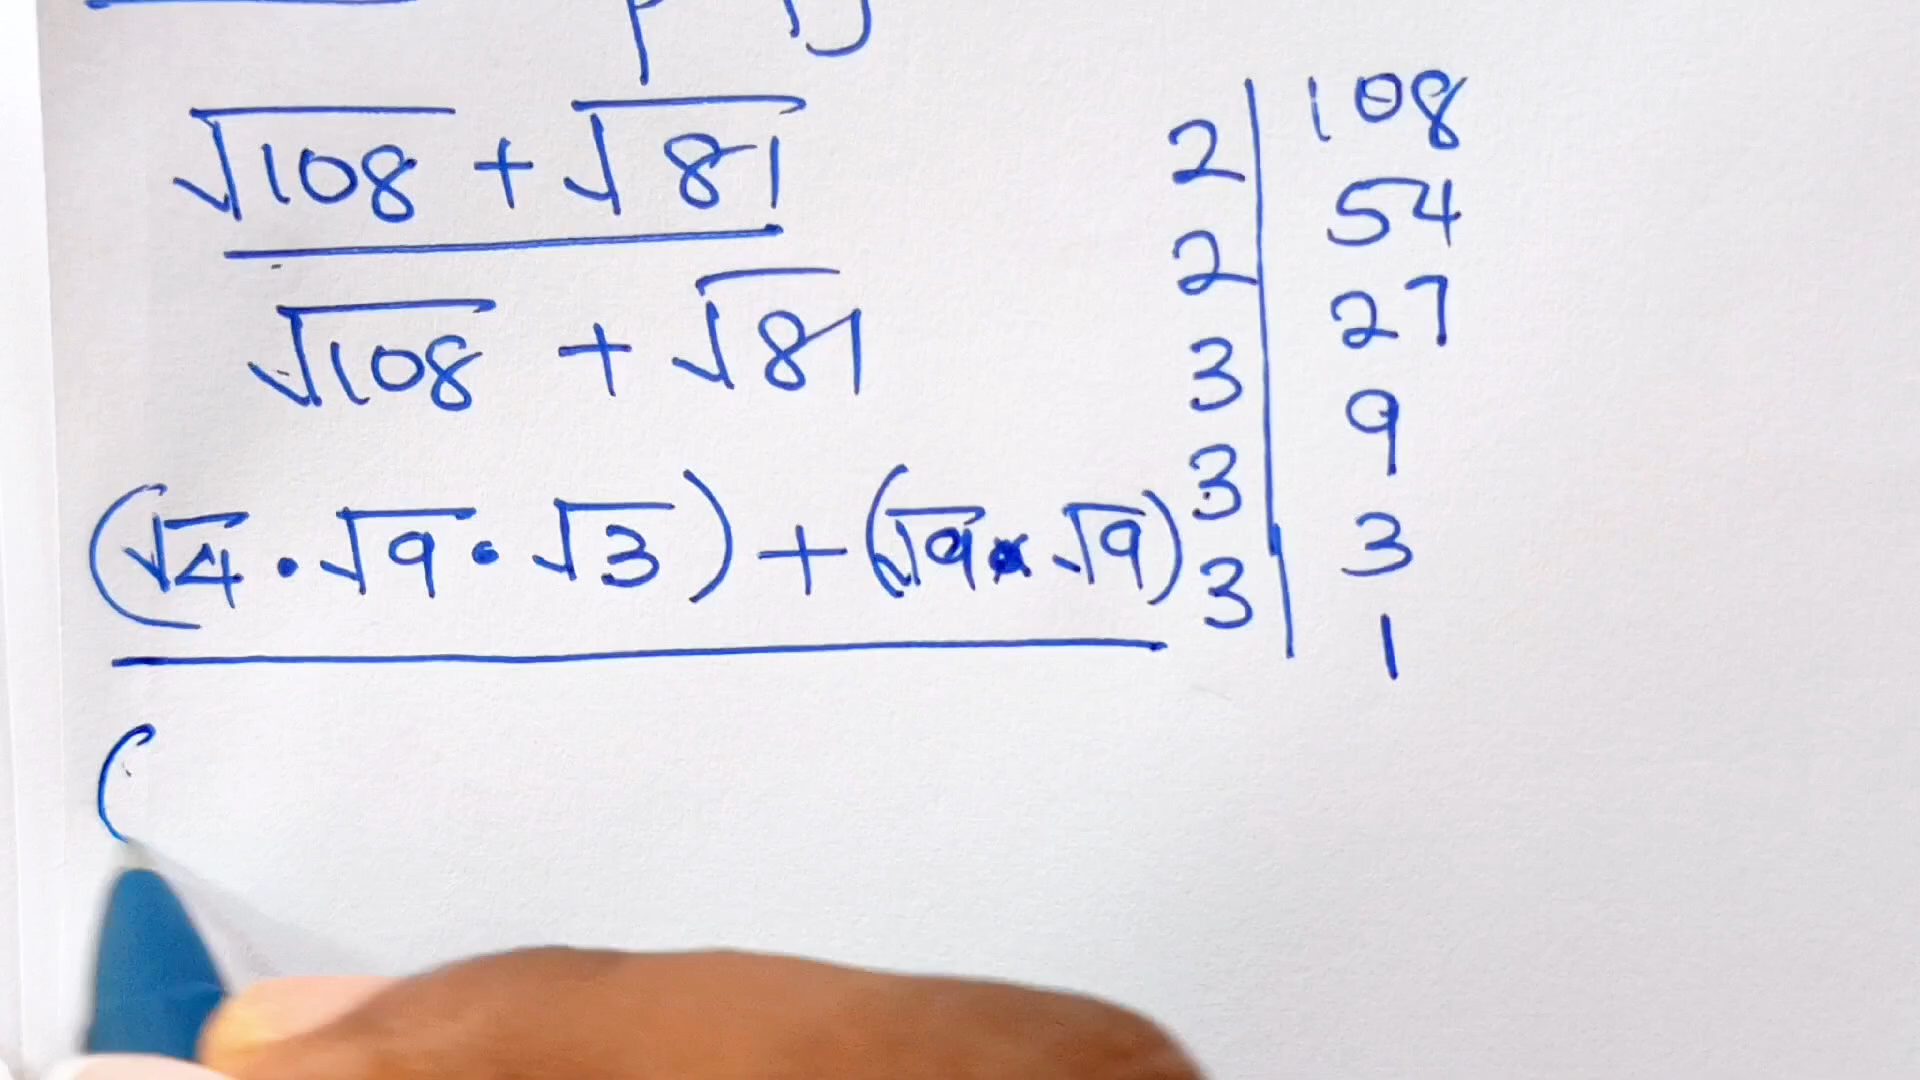 √108 + √81
√108 + √81
(√4 · √9 · √3) + (√9 · √9)
(
2 | 108
2 | 54
3 | 27
3 | 9
3 | 3
1